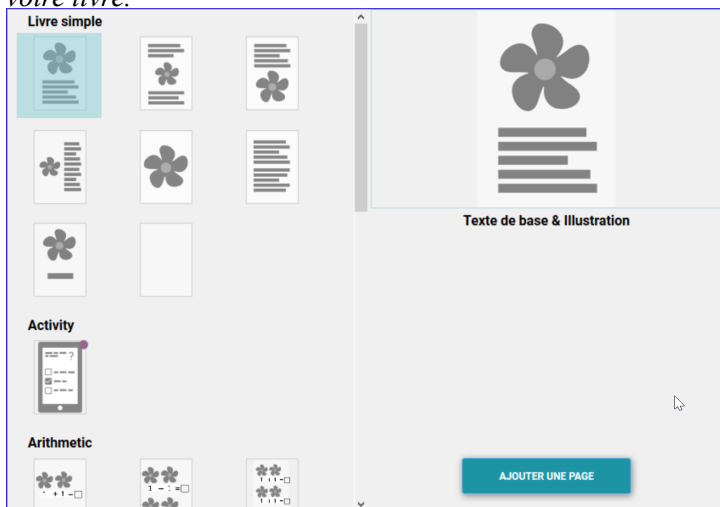 votre livre.
Livre simple
Texte de base & Illustration
Activity
?
Arithmetic
AJOUTER UNE PAGE